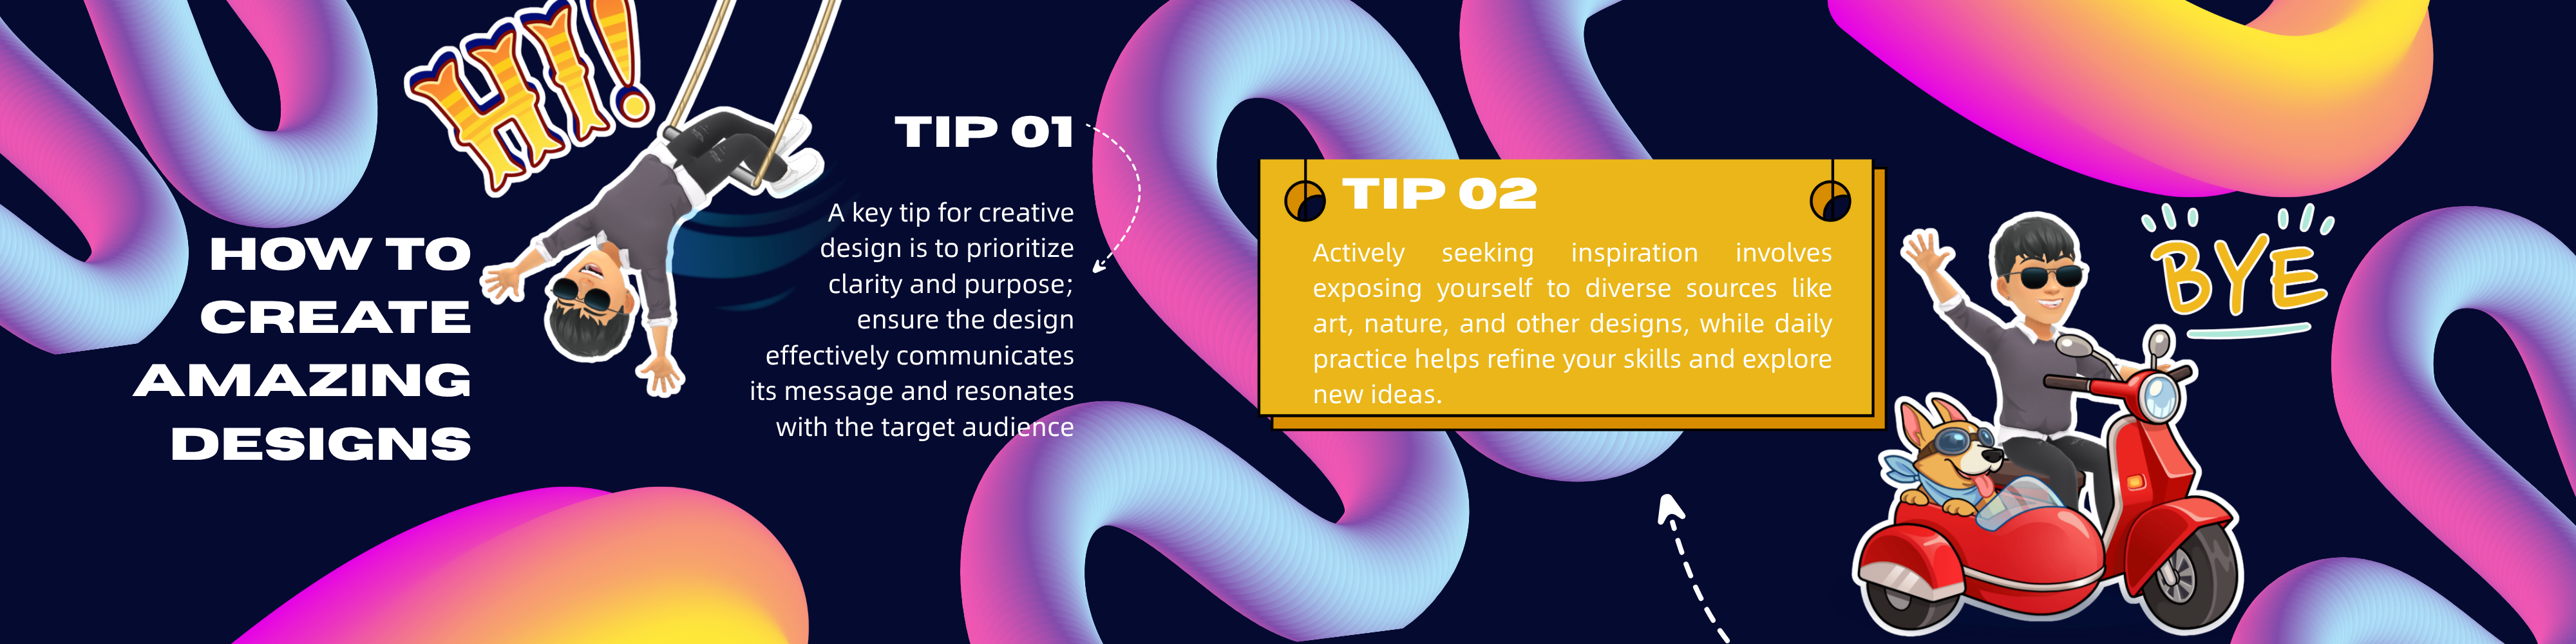 HI!
HOW TO
CREATE
AMAZING
DESIGNS
TIP 01
A key tip for creative
design is to prioritize
clarity and purpose;
ensure the design
effectively communicates
its message and resonates
with the target audience
TIP 02
Actively seeking inspiration involves
exposing yourself to diverse sources like
art, nature, and other designs, while daily
practice helps refine your skills and explore
new ideas.
BYE